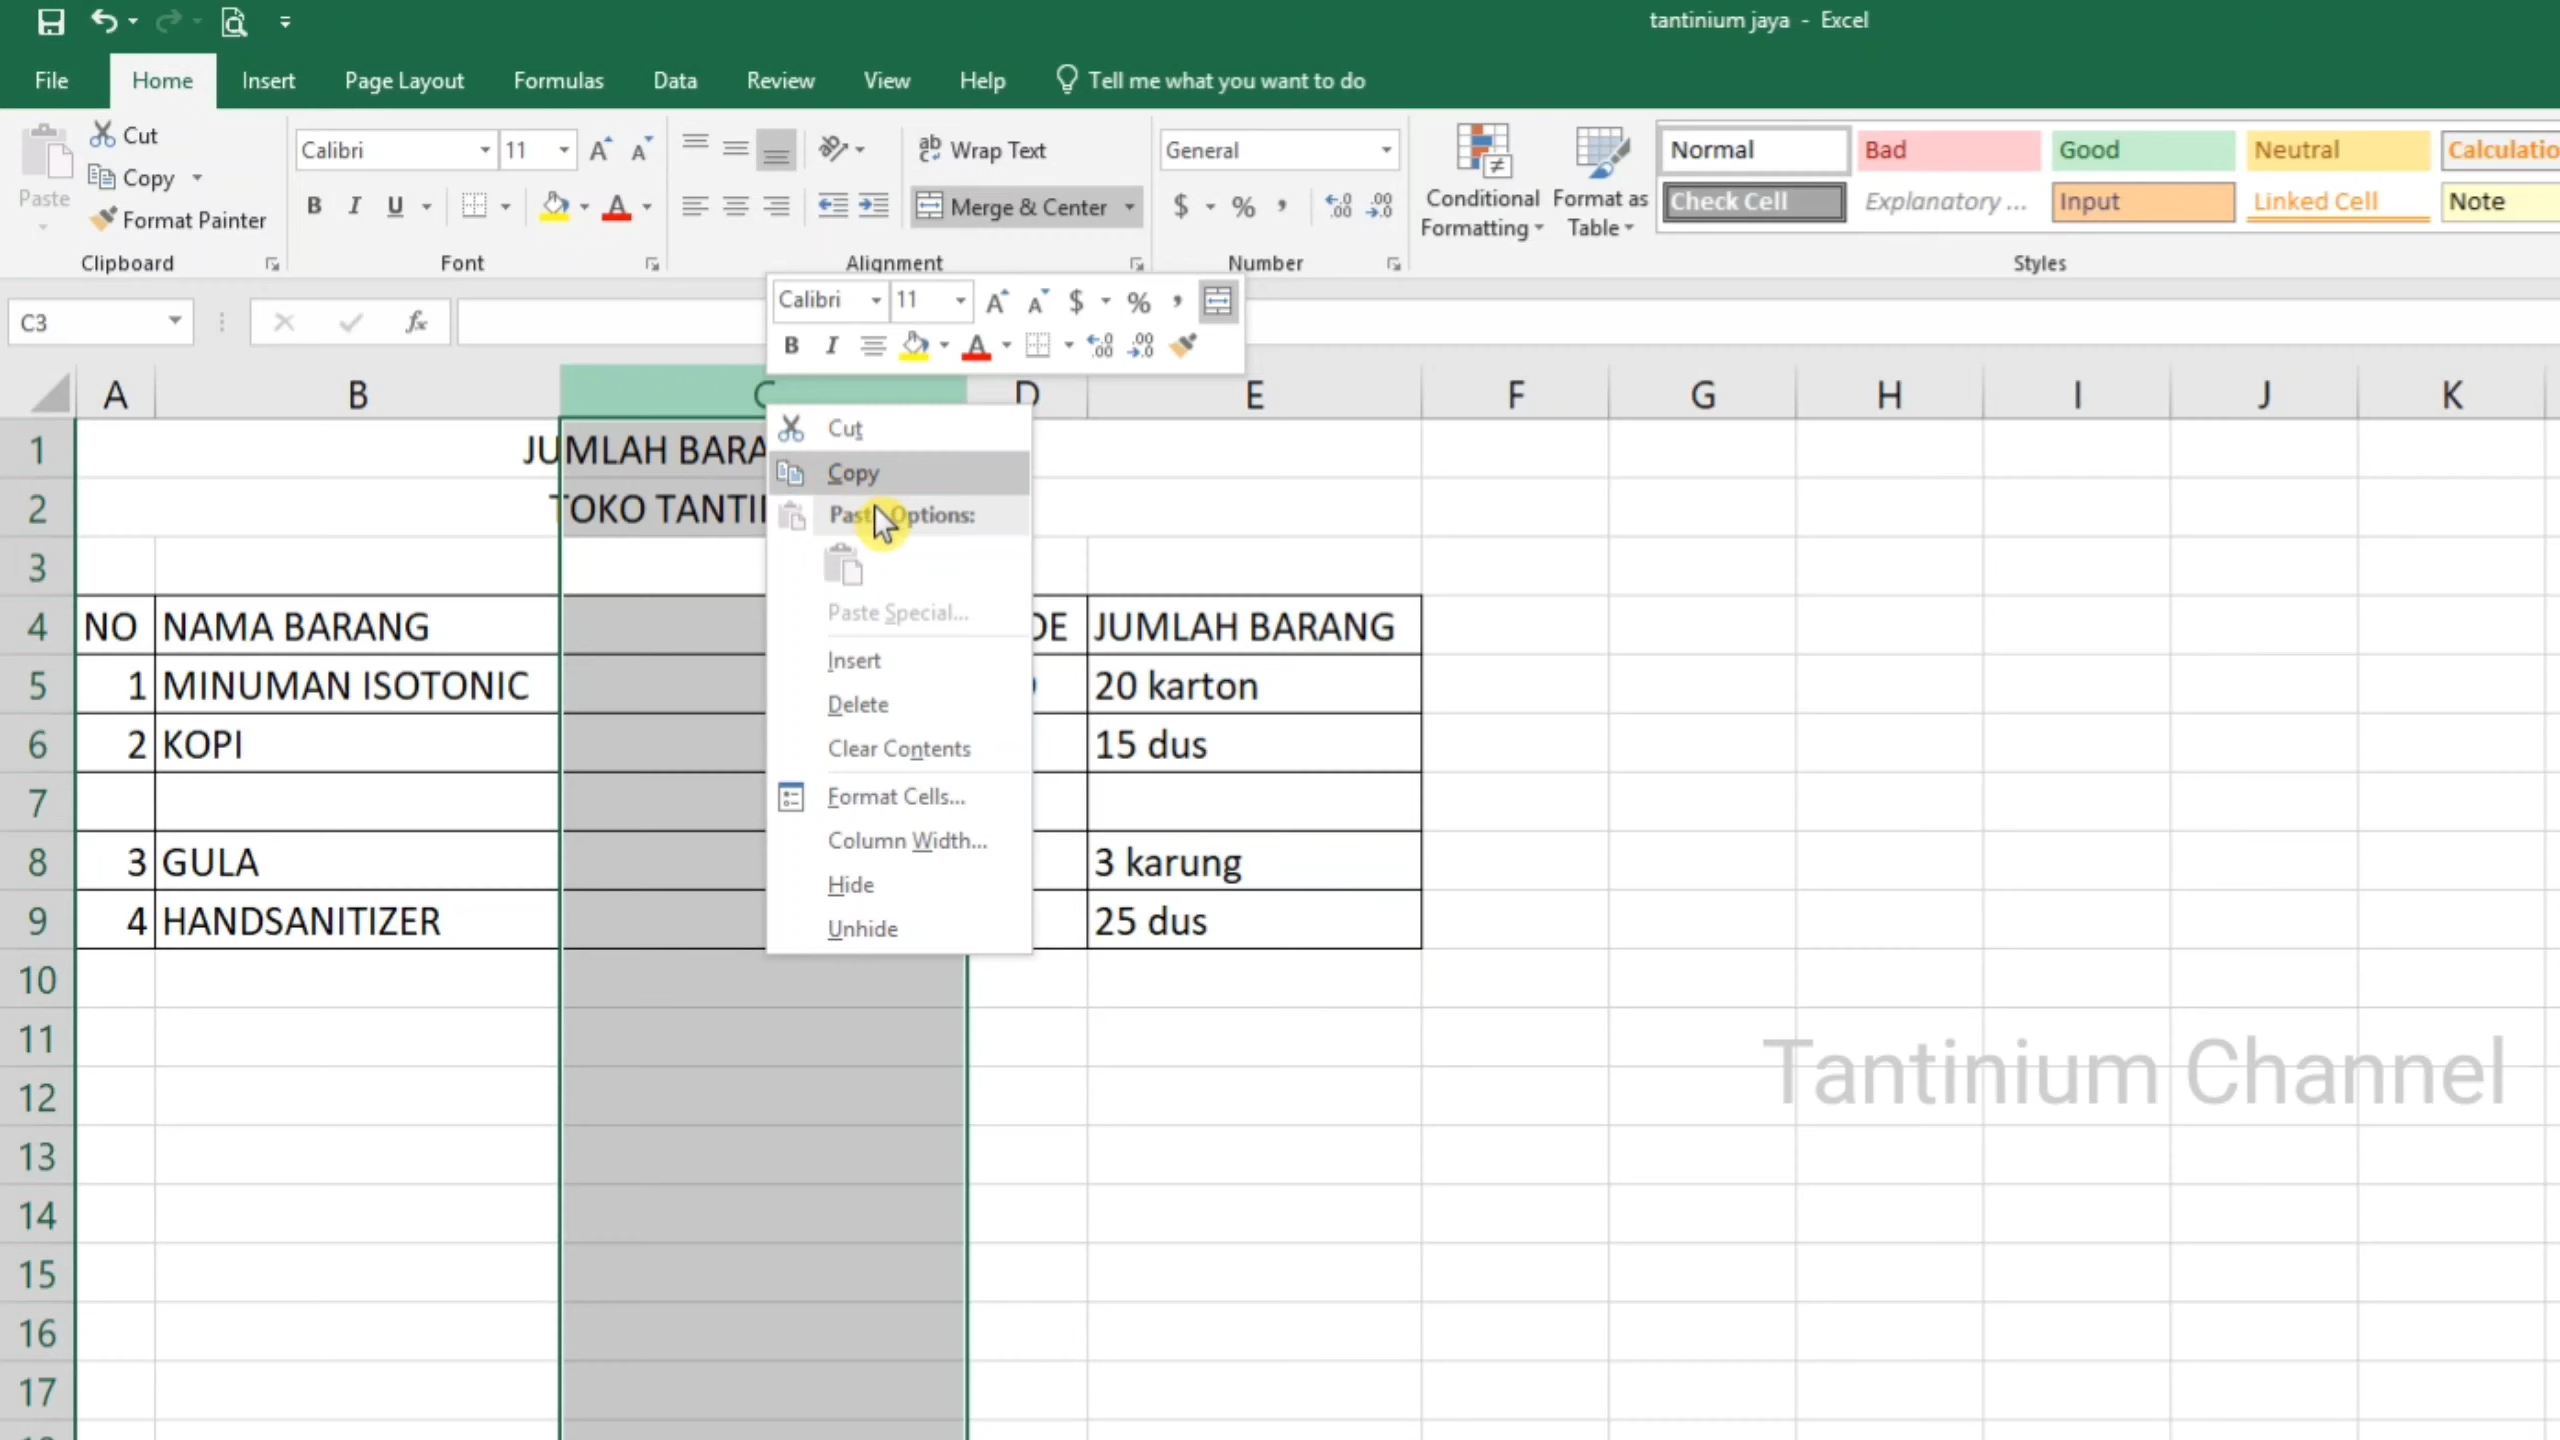 tantinium jaya - Excel
File Home Insert Page Layout Formulas Data Review View Help Tell me what you want to do
Paste
Cut
Copy
Format Painter
Clipboard
Calibri 11
B I U
Font
Wrap Text
Merge & Center
Alignment
General
$ % ,
Number
Conditional Formatting
Format as Table
Normal Bad Good Neutral
Check Cell Explanatory ... Input Linked Cell Note
Styles
Calibri 11 $ % ,
B I
C3 fx
A B C D E F G H I J K
1 JUMLAH
2 TOKO
3
4 NO NAMA BARANG JUMLAH BARANG
5 1 MINUMAN ISOTONIC 20 karton
6 2 KOPI 15 dus
7
8 3 GULA 3 karung
9 4 HANDSANITIZER 25 dus
10
11
12
13
14
15
16
17
Cut
Copy
Paste Options:
Paste Special...
Insert
Delete
Clear Contents
Format Cells...
Column Width...
Hide
Unhide
Tantinium Channel